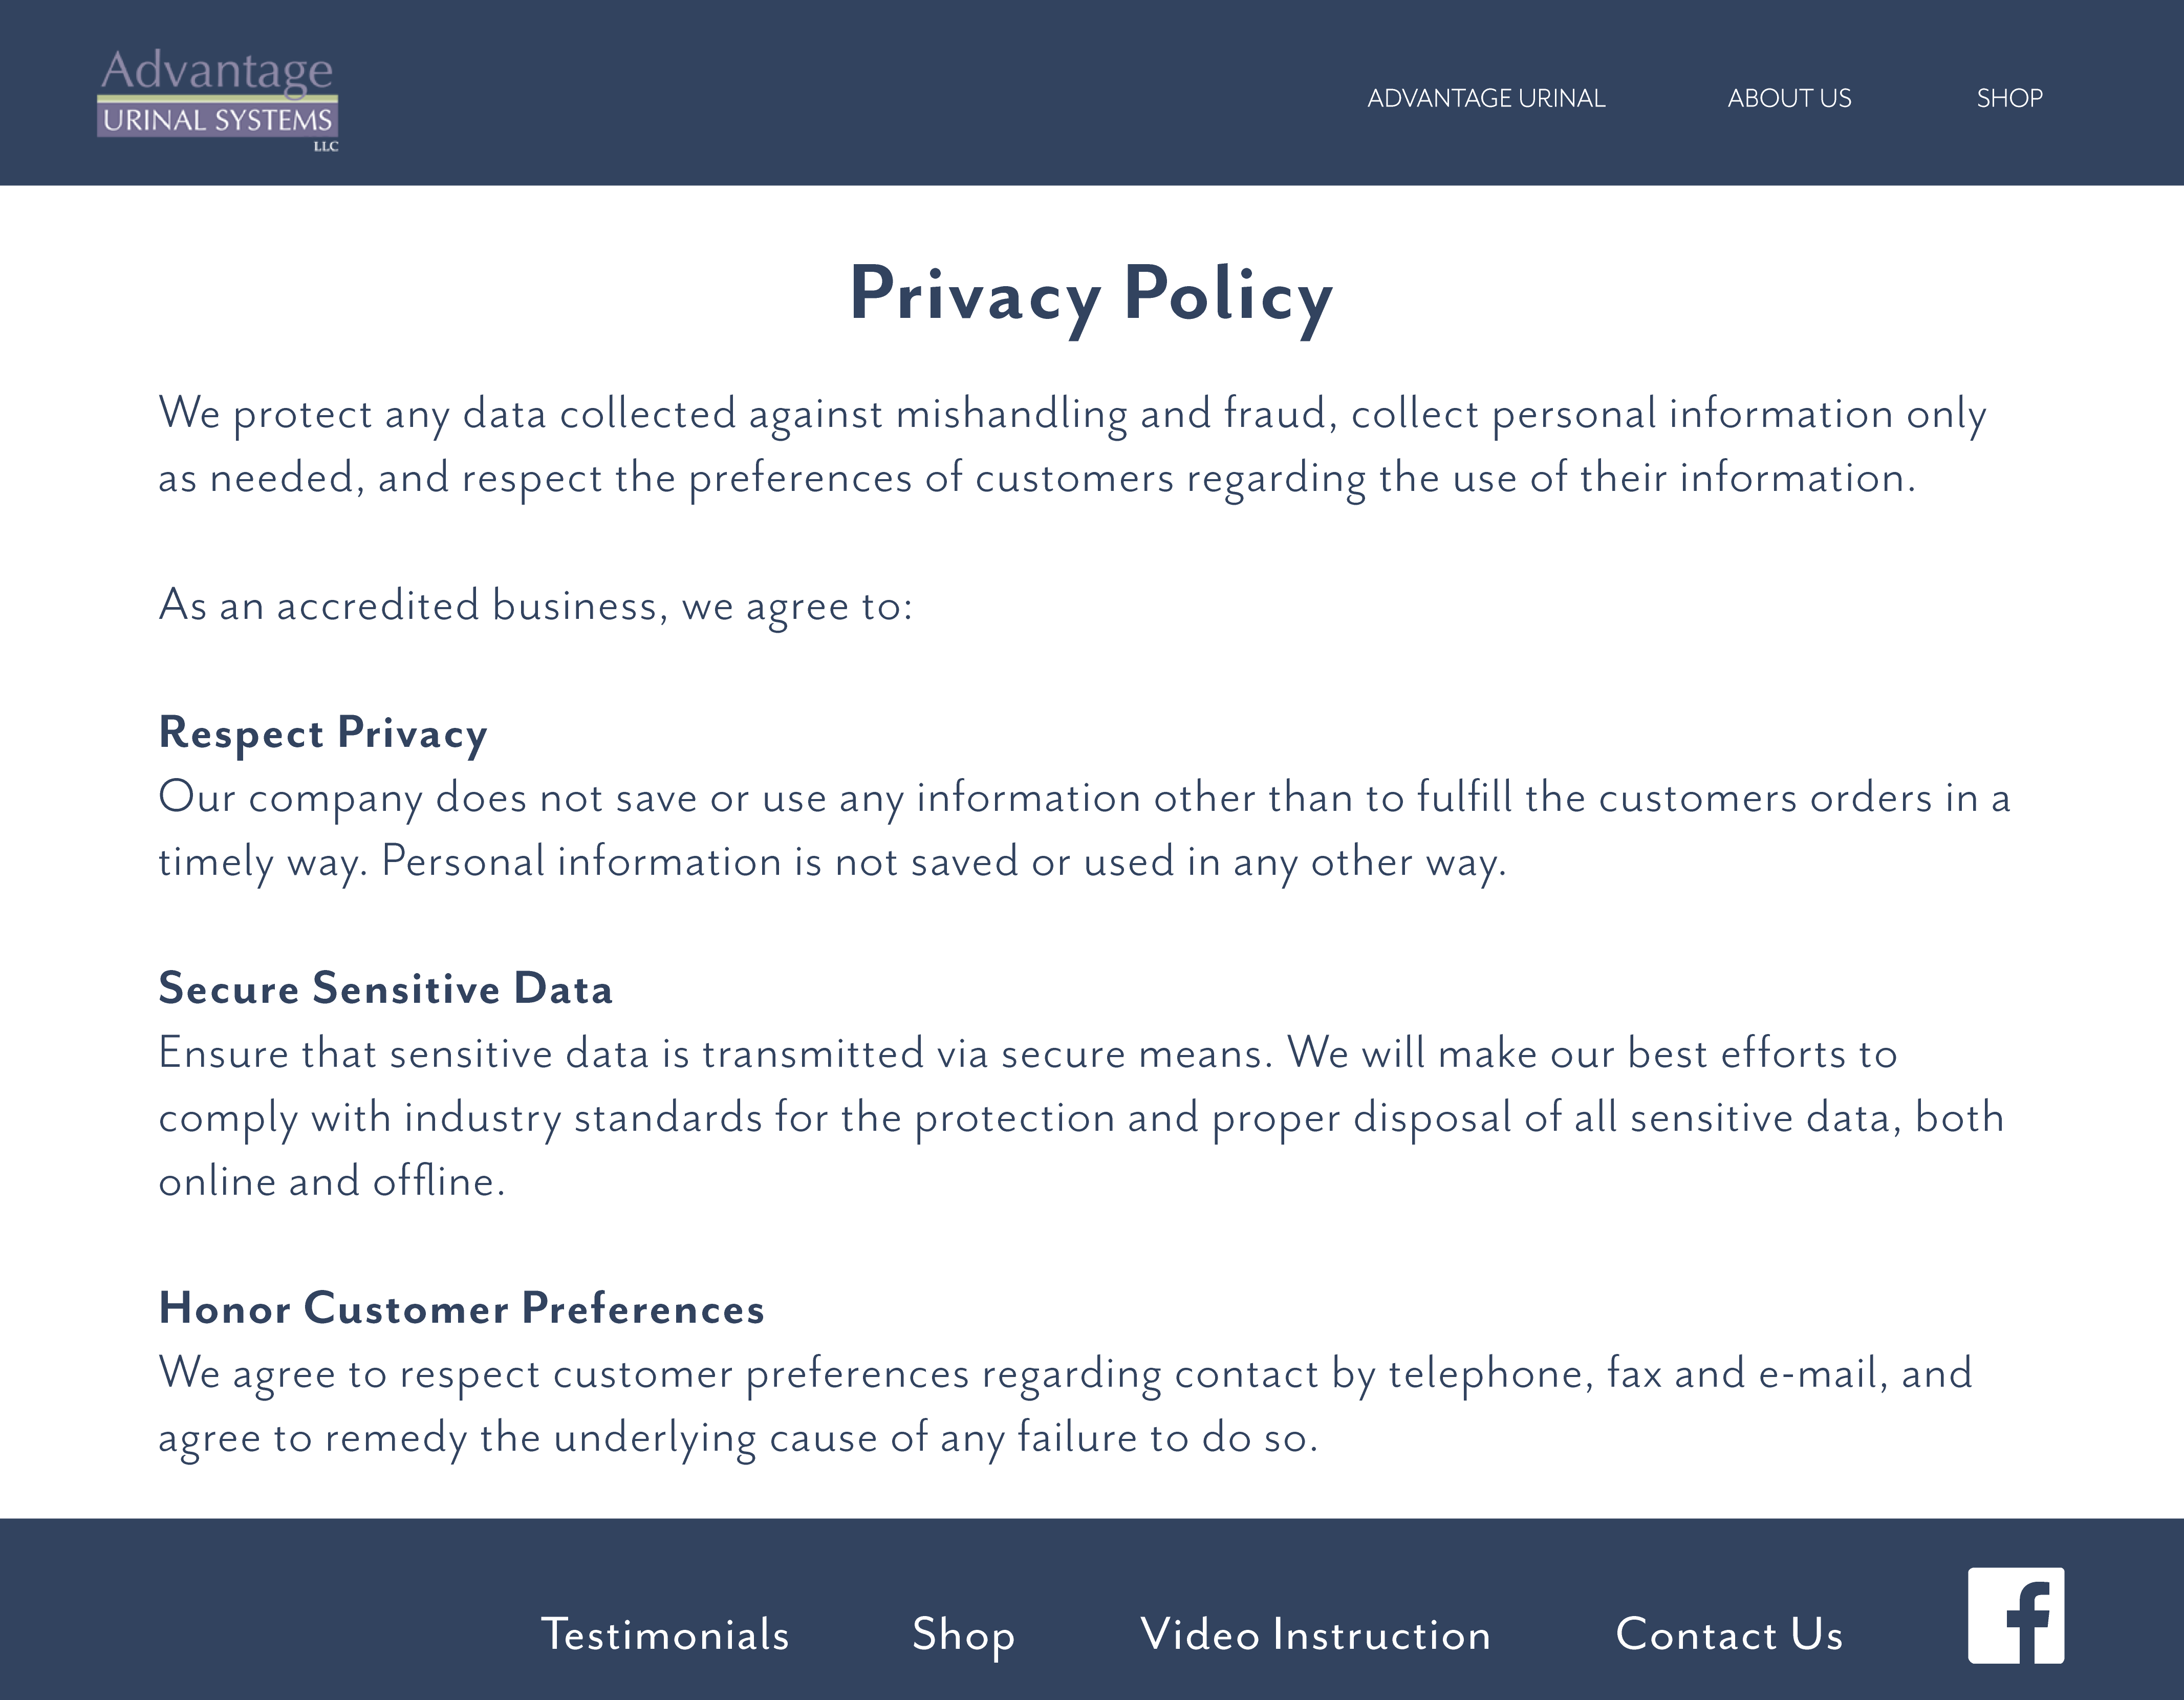 Advantage
URINAL SYSTEMS
LLC
ADVANTAGE URINAL
ABOUT US
SHOP
Privacy Policy
We protect any data collected against mishandling and fraud, collect personal information only
as needed, and respect the preferences of customers regarding the use of their information.
As an accredited business, we agree to:
Respect Privacy
Our company does not save or use any information other than to fulfill the customers orders in a
timely way. Personal information is not saved or used in any other way.
Secure Sensitive Data
Ensure that sensitive data is transmitted via secure means. We will make our best efforts to
comply with industry standards for the protection and proper disposal of all sensitive data, both
online and offline.
Honor Customer Preferences
We agree to respect customer preferences regarding contact by telephone, fax and e-mail, and
agree to remedy the underlying cause of any failure to do so.
Testimonials
Shop
Video Instruction
Contact Us